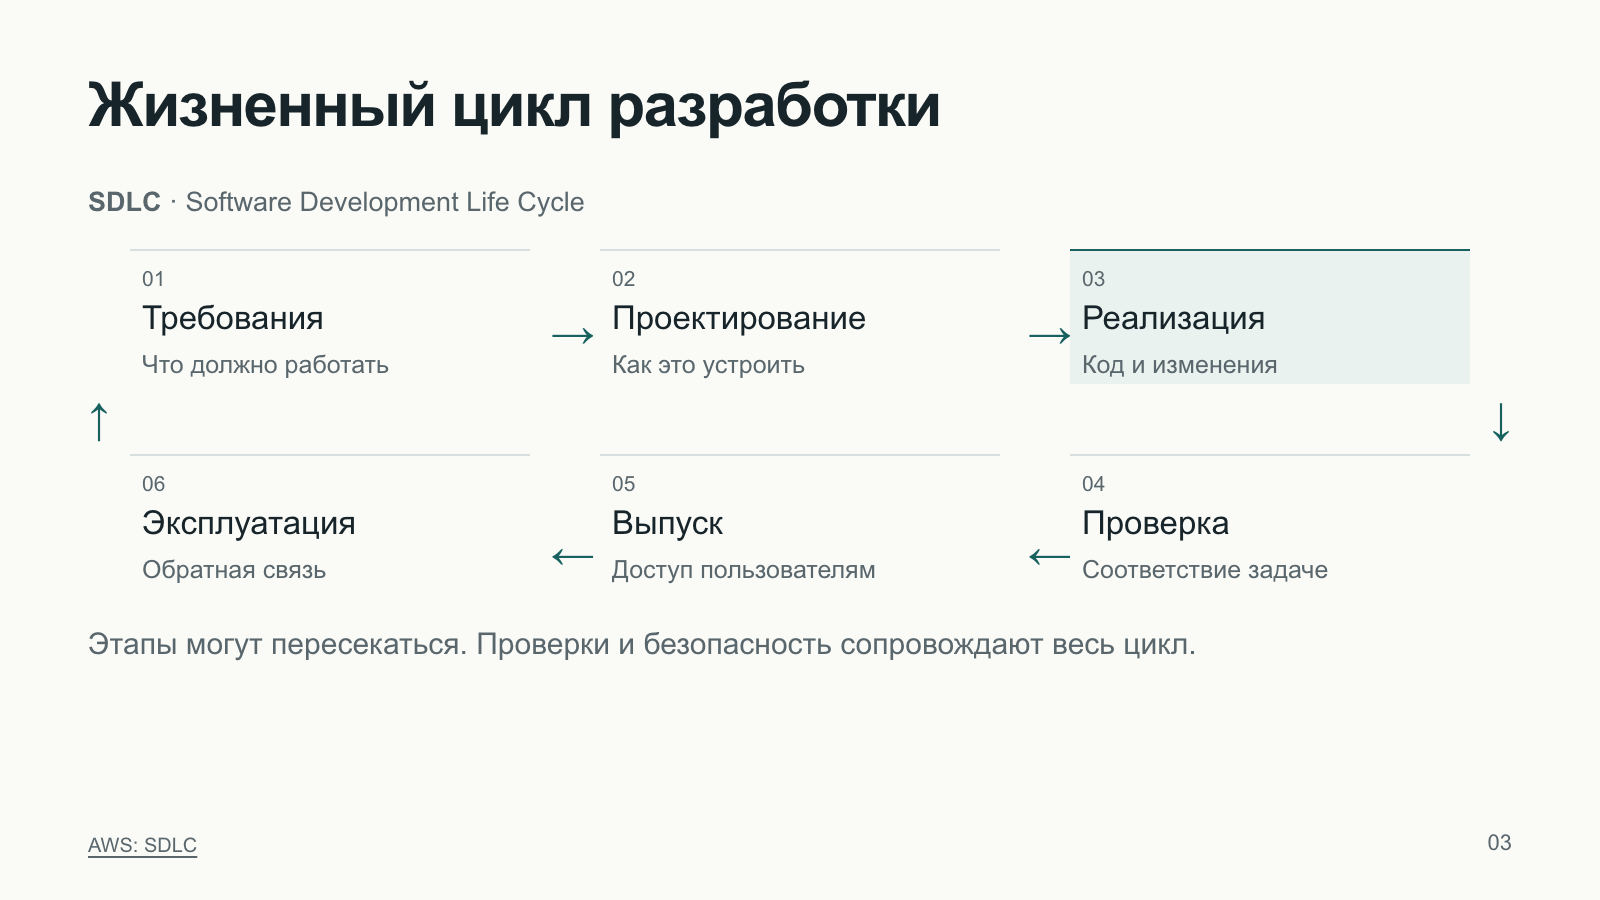 Жизненный цикл разработки
SDLC · Software Development Life Cycle
01
Требования
Что должно работать
→
02
Проектирование
Как это устроить
→
03
Реализация
Код и изменения
↑
↓
06
Эксплуатация
Обратная связь
←
05
Выпуск
Доступ пользователям
←
04
Проверка
Соответствие задаче
Этапы могут пересекаться. Проверки и безопасность сопровождают весь цикл.
AWS: SDLC
03